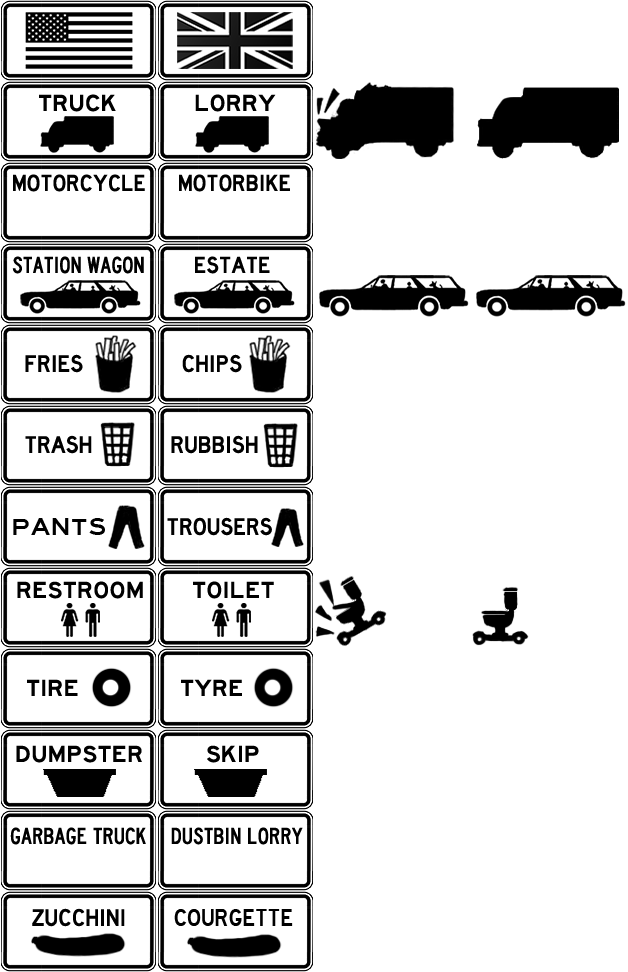 TRUCK LORRY
MOTORCYCLE MOTORBIKE
STATION WAGON ESTATE
FRIES CHIPS
TRASH RUBBISH
PANTS TROUSERS
RESTROOM TOILET
TIRE TYRE
DUMPSTER SKIP
GARBAGE TRUCK DUSTBIN LORRY
ZUCCHINI COURGETTE